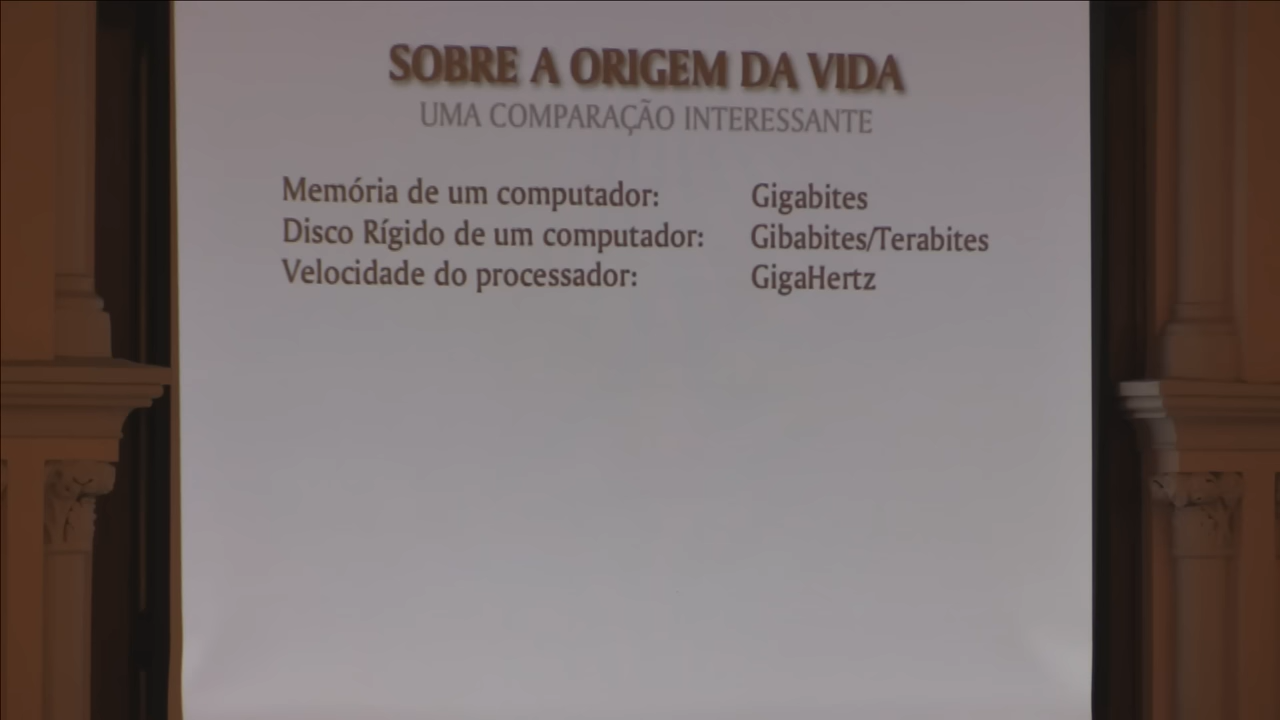 SOBRE A ORIGEM DA VIDA
UMA COMPARAÇÃO INTERESSANTE
Memória de um computador: Gigabites
Disco Rígido de um computador: Gibabites/Terabites
Velocidade do processador: GigaHertz